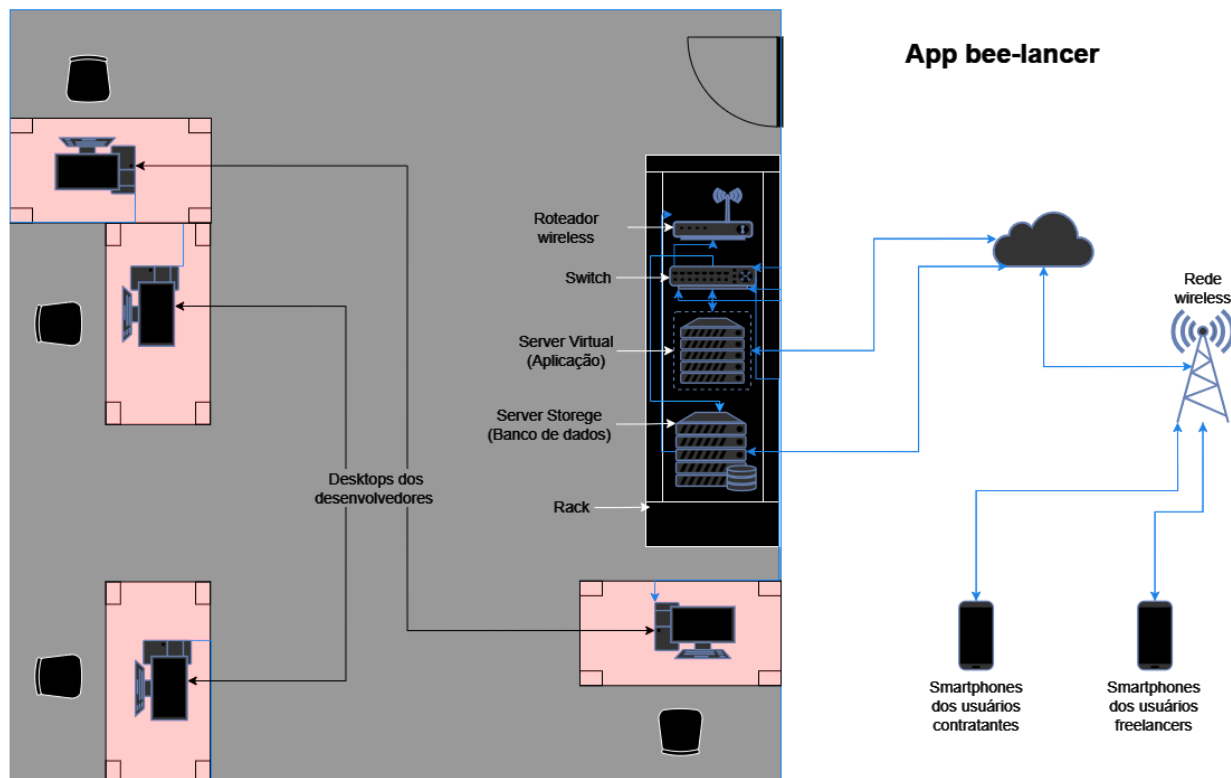 App bee-lancer
Roteador
wireless
Switch
Server Virtual
(Aplicação)
Server Storege
(Banco de dados)
Rack
Desktops dos
desenvolvedores
Rede
wireless
Smartphones
dos usuários
contratantes
Smartphones
dos usuários
freelancers